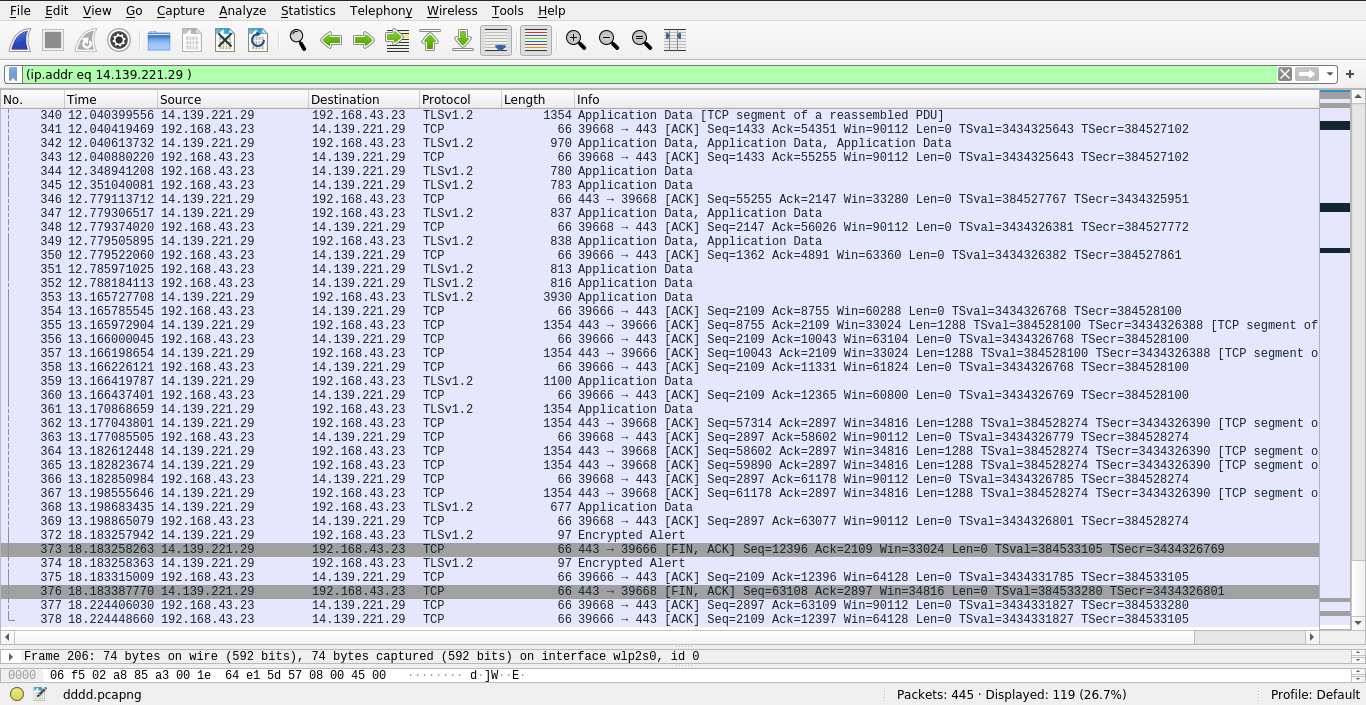 File Edit View Go Capture Analyze Statistics Telephony Wireless Tools Help
(ip.addr eq 14.139.221.29 )
No. Time Source Destination Protocol Length Info
340 12.040399556 14.139.221.29 192.168.43.23 TLSv1.2 1354 Application Data [TCP segment of a reassembled PDU]
341 12.040419469 192.168.43.23 14.139.221.29 TCP 66 39668 → 443 [ACK] Seq=1433 Ack=54351 Win=90112 Len=0 TSval=3434325643 TSecr=384527102
342 12.040613732 14.139.221.29 192.168.43.23 TLSv1.2 970 Application Data, Application Data, Application Data
343 12.040880220 192.168.43.23 14.139.221.29 TCP 66 39668 → 443 [ACK] Seq=1433 Ack=55255 Win=90112 Len=0 TSval=3434325643 TSecr=384527102
344 12.348941208 192.168.43.23 14.139.221.29 TLSv1.2 780 Application Data
345 12.351040081 192.168.43.23 14.139.221.29 TLSv1.2 783 Application Data
346 12.779113712 14.139.221.29 192.168.43.23 TCP 66 443 → 39668 [ACK] Seq=55255 Ack=2147 Win=33280 Len=0 TSval=384527767 TSecr=3434325951
347 12.779306517 14.139.221.29 192.168.43.23 TLSv1.2 837 Application Data, Application Data
348 12.779374020 192.168.43.23 14.139.221.29 TCP 66 39668 → 443 [ACK] Seq=2147 Ack=56026 Win=90112 Len=0 TSval=3434326381 TSecr=384527772
349 12.779505895 14.139.221.29 192.168.43.23 TLSv1.2 838 Application Data, Application Data
350 12.779522060 192.168.43.23 14.139.221.29 TCP 66 39666 → 443 [ACK] Seq=1362 Ack=4891 Win=63360 Len=0 TSval=3434326382 TSecr=384527861
351 12.785971025 192.168.43.23 14.139.221.29 TLSv1.2 813 Application Data
352 12.788184113 192.168.43.23 14.139.221.29 TLSv1.2 816 Application Data
353 13.165727708 14.139.221.29 192.168.43.23 TLSv1.2 3930 Application Data
354 13.165785545 192.168.43.23 14.139.221.29 TCP 66 39666 → 443 [ACK] Seq=2109 Ack=8755 Win=60288 Len=0 TSval=3434326768 TSecr=384528100
355 13.165972904 14.139.221.29 192.168.43.23 TCP 1354 443 → 39666 [ACK] Seq=8755 Ack=2109 Win=33024 Len=1288 TSval=384528100 TSecr=3434326388 [TCP segment of
356 13.166000045 192.168.43.23 14.139.221.29 TCP 66 39666 → 443 [ACK] Seq=2109 Ack=10043 Win=63104 Len=0 TSval=3434326768 TSecr=384528100
357 13.166198654 14.139.221.29 192.168.43.23 TCP 1354 443 → 39666 [ACK] Seq=10043 Ack=2109 Win=33024 Len=1288 TSval=384528100 TSecr=3434326388 [TCP segment o
358 13.166226121 192.168.43.23 14.139.221.29 TCP 66 39666 → 443 [ACK] Seq=2109 Ack=11331 Win=61824 Len=0 TSval=3434326768 TSecr=384528100
359 13.166419787 14.139.221.29 192.168.43.23 TLSv1.2 1100 Application Data
360 13.166437401 192.168.43.23 14.139.221.29 TCP 66 39666 → 443 [ACK] Seq=2109 Ack=12365 Win=60800 Len=0 TSval=3434326769 TSecr=384528100
361 13.170868659 14.139.221.29 192.168.43.23 TLSv1.2 1354 Application Data
362 13.177043801 14.139.221.29 192.168.43.23 TCP 1354 443 → 39668 [ACK] Seq=57314 Ack=2897 Win=34816 Len=1288 TSval=384528274 TSecr=3434326390 [TCP segment o
363 13.177085505 192.168.43.23 14.139.221.29 TCP 66 39668 → 443 [ACK] Seq=2897 Ack=58602 Win=90112 Len=0 TSval=3434326779 TSecr=384528274
364 13.182612448 14.139.221.29 192.168.43.23 TCP 1354 443 → 39668 [ACK] Seq=58602 Ack=2897 Win=34816 Len=1288 TSval=384528274 TSecr=3434326390 [TCP segment o
365 13.182823674 14.139.221.29 192.168.43.23 TCP 1354 443 → 39668 [ACK] Seq=59890 Ack=2897 Win=34816 Len=1288 TSval=384528274 TSecr=3434326390 [TCP segment o
366 13.182850984 192.168.43.23 14.139.221.29 TCP 66 39668 → 443 [ACK] Seq=2897 Ack=61178 Win=90112 Len=0 TSval=3434326785 TSecr=384528274
367 13.198555646 14.139.221.29 192.168.43.23 TCP 1354 443 → 39668 [ACK] Seq=61178 Ack=2897 Win=34816 Len=1288 TSval=384528274 TSecr=3434326390 [TCP segment o
368 13.198683435 14.139.221.29 192.168.43.23 TLSv1.2 677 Application Data
369 13.198865079 192.168.43.23 14.139.221.29 TCP 66 39668 → 443 [ACK] Seq=2897 Ack=63077 Win=90112 Len=0 TSval=3434326801 TSecr=384528274
372 18.183257942 14.139.221.29 192.168.43.23 TLSv1.2 97 Encrypted Alert
373 18.183258263 14.139.221.29 192.168.43.23 TCP 66 443 → 39666 [FIN, ACK] Seq=12396 Ack=2109 Win=33024 Len=0 TSval=384533105 TSecr=3434326769
374 18.183258363 14.139.221.29 192.168.43.23 TLSv1.2 97 Encrypted Alert
375 18.183315009 192.168.43.23 14.139.221.29 TCP 66 39666 → 443 [ACK] Seq=2109 Ack=12396 Win=64128 Len=0 TSval=3434331785 TSecr=384533105
376 18.183387770 14.139.221.29 192.168.43.23 TCP 66 443 → 39668 [FIN, ACK] Seq=63108 Ack=2897 Win=34816 Len=0 TSval=384533280 TSecr=3434326801
377 18.224406030 192.168.43.23 14.139.221.29 TCP 66 39668 → 443 [ACK] Seq=2897 Ack=63109 Win=90112 Len=0 TSval=3434331827 TSecr=384533280
378 18.224448660 192.168.43.23 14.139.221.29 TCP 66 39666 → 443 [ACK] Seq=2109 Ack=12397 Win=64128 Len=0 TSval=3434331827 TSecr=384533105
Frame 206: 74 bytes on wire (592 bits), 74 bytes captured (592 bits) on interface wlp2s0, id 0
0000 06 f5 02 a8 85 a3 00 1e 64 e1 5d 57 08 00 45 00 ········ d·]W··E·
dddd.pcapng Packets: 445 · Displayed: 119 (26.7%) Profile: Default